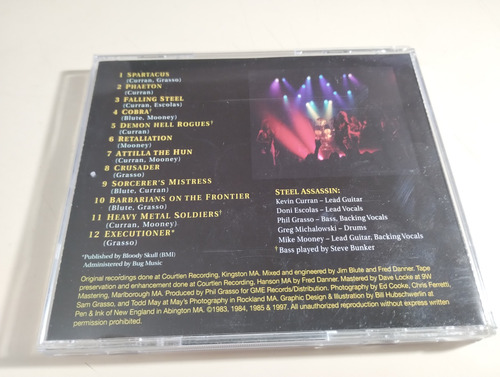 1 SPARTACUS
(Curran, Grasso)
2 PHAETON
(Curran)
3 FALLING STEEL
(Curran, Escolas)
4 COBRA†
(Blute, Mooney)
5 DEMON HELL ROGUES†
(Curran)
6 RETALIATION
(Mooney)
7 ATTILLA THE HUN
(Curran, Mooney)
8 CRUSADER
(Grasso)
9 SORCERER'S MISTRESS
(Blute, Curran)
10 BARBARIANS ON THE FRONTIER
(Blute, Grasso)
11 HEAVY METAL SOLDIERS†
(Curran, Mooney)
12 EXECUTIONER*
(Grasso)
*Published by Bloody Skull (BMI)
Administered by Bug Music
STEEL ASSASSIN:
Kevin Curran – Lead Guitar
Doni Escolas – Lead Vocals
Phil Grasso – Bass, Backing Vocals
Greg Michalowski – Drums
Mike Mooney – Lead Guitar, Backing Vocals
†Bass played by Steve Bunker
Original recordings done at Courtlen Recording, Kingston MA. Mixed and engineered by Jim Blute and Fred Danner. Tape
preservation and enhancement done at Courtlen Recording, Hanson MA by Fred Danner. Mastered by Dave Locke at 9W
Mastering, Marlborough MA. Produced by Phil Grasso for GME Records/Distribution. Photography by Ed Cooke, Chris Ferretti,
Sam Grasso, and Todd May at May's Photography in Rockland MA. Graphic Design & Illustration by Bill Hubschwerlin at
Pen & Ink of New England in Abington MA. ©1983, 1984, 1985 & 1997. All unauthorized reproduction without express written
permission prohibited.